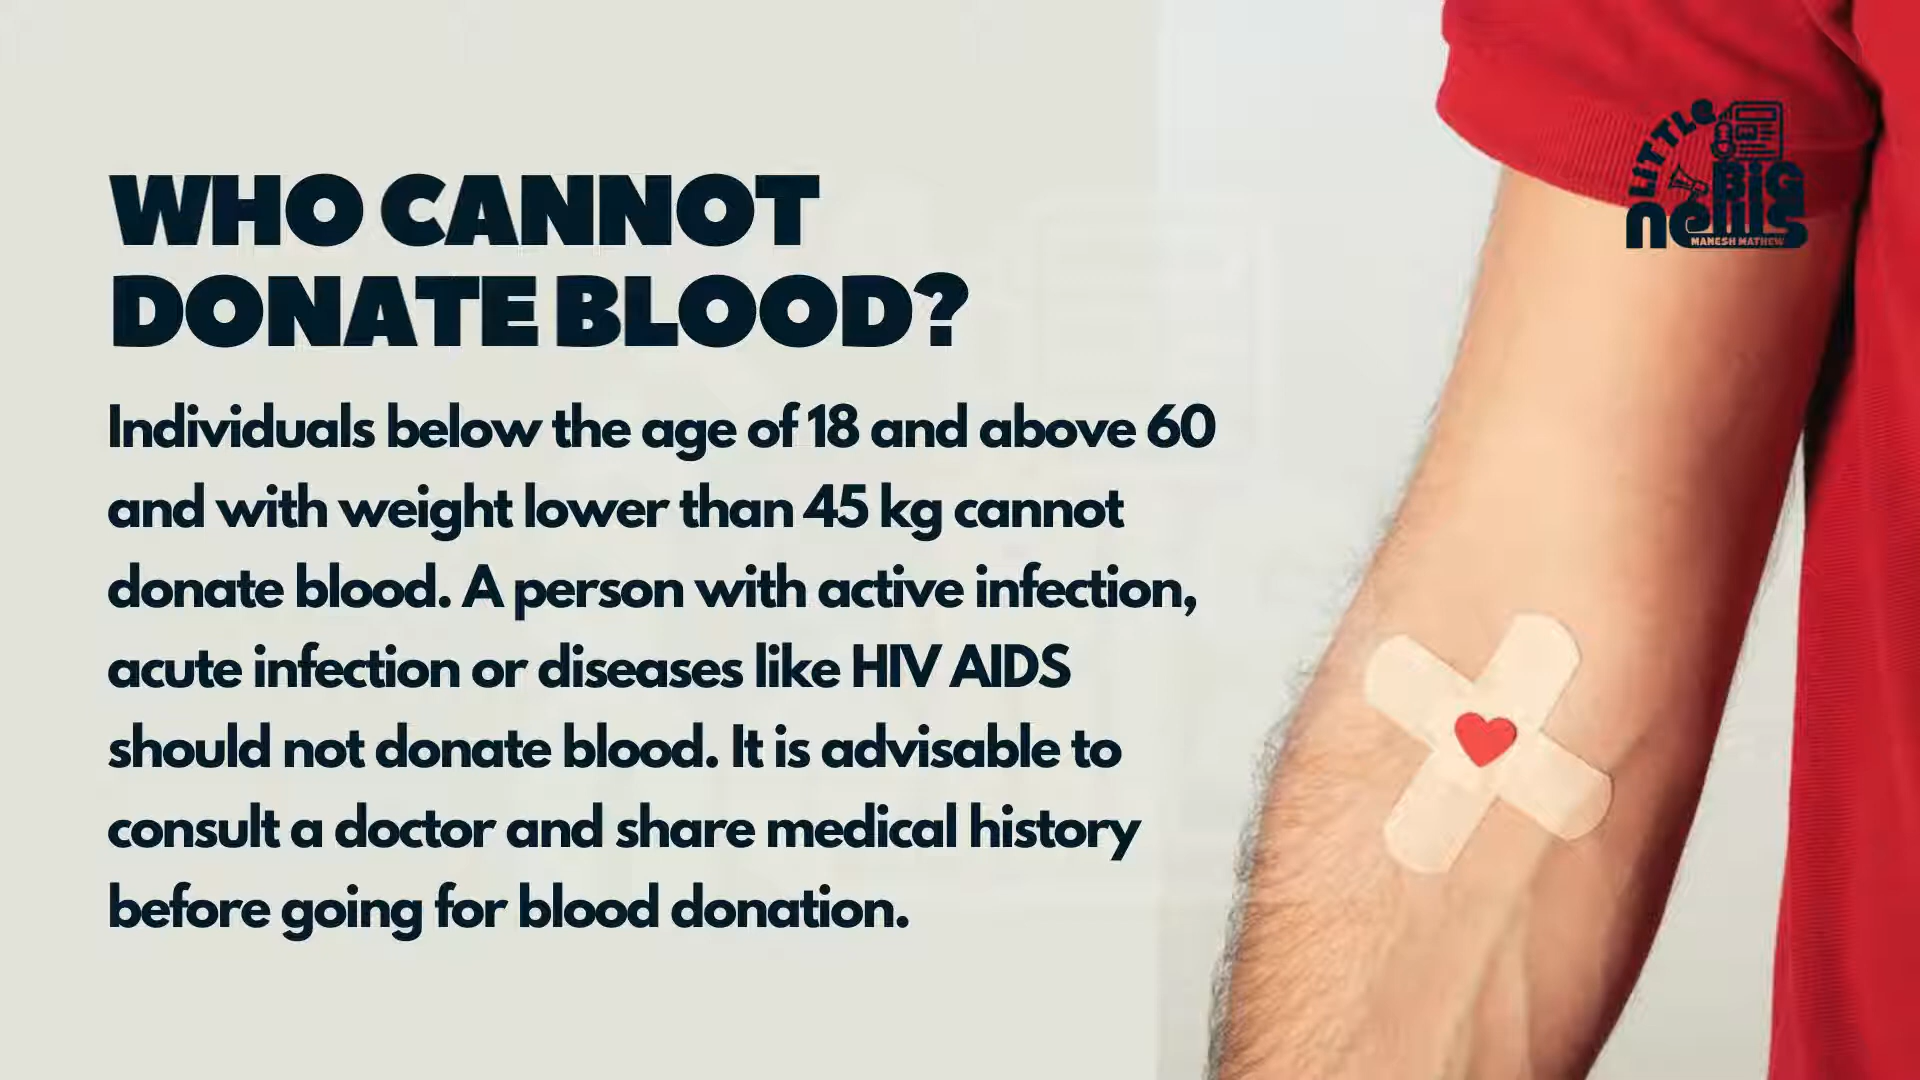 WHO CANNOT
DONATE BLOOD?
Individuals below the age of 18 and above 60
and with weight lower than 45 kg cannot
donate blood. A person with active infection,
acute infection or diseases like HIV AIDS
should not donate blood. It is advisable to
consult a doctor and share medical history
before going for blood donation.
LiTTLe
BiG
news
MAHESH MATHEW